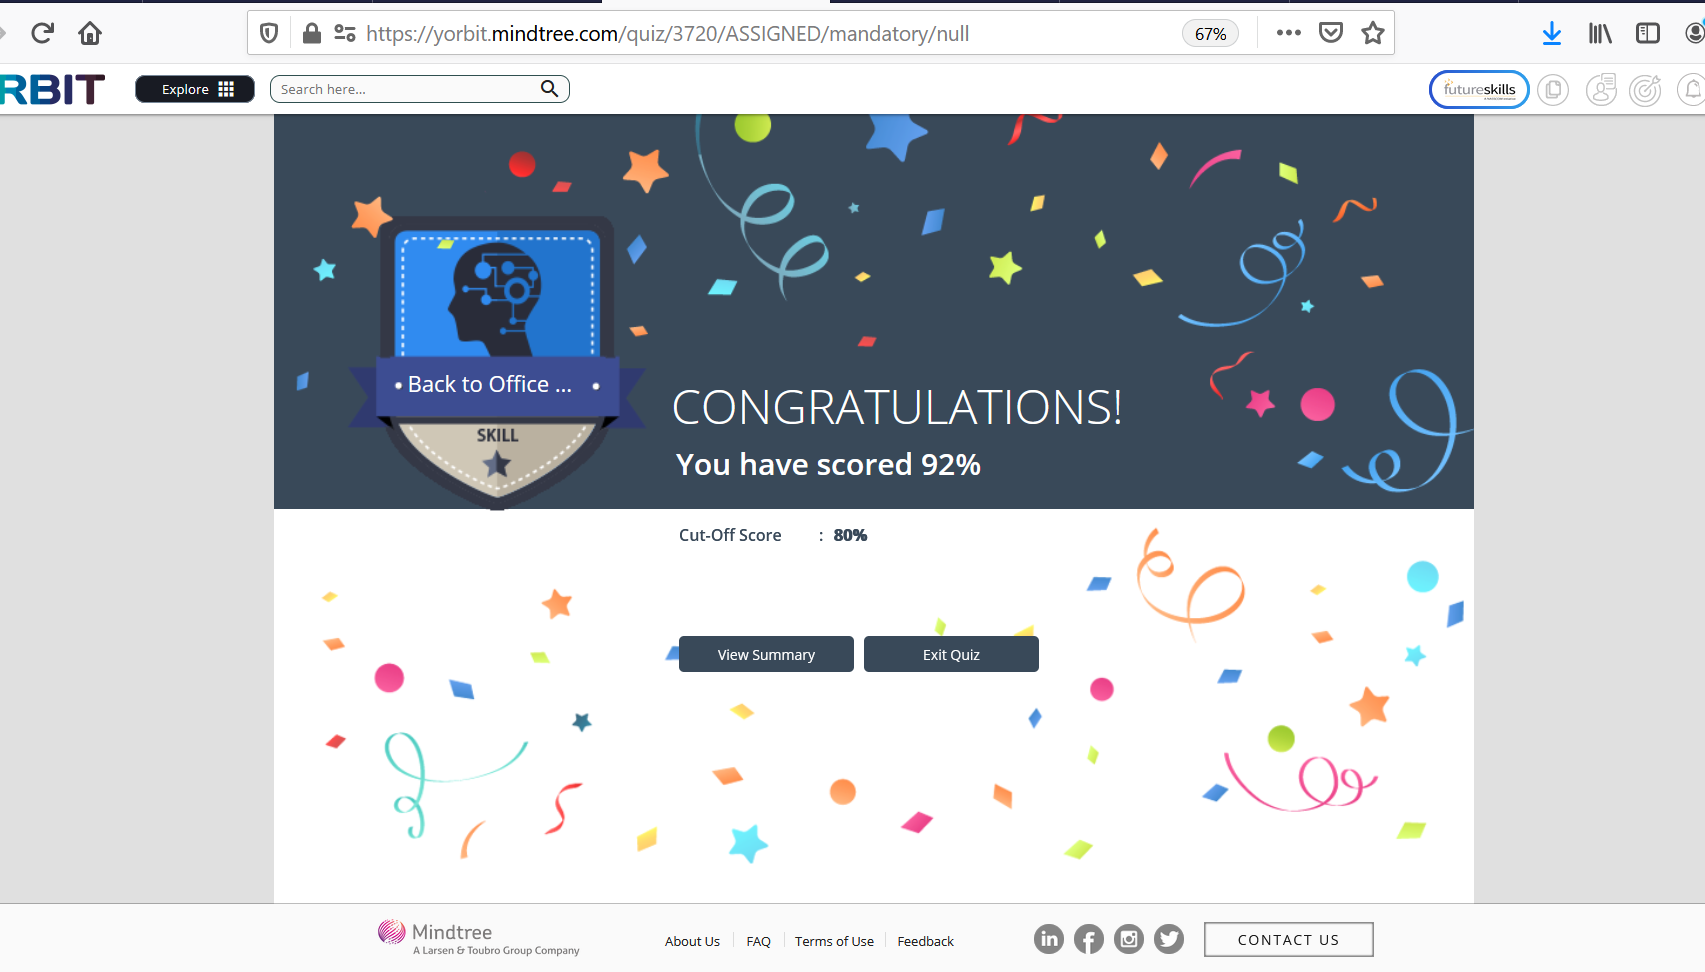 https://yorbit.mindtree.com/quiz/3720/ASSIGNED/mandatory/null
67%
RBIT
Explore
Search here...
futureskills
Back to Office ...
SKILL
CONGRATULATIONS!
You have scored 92%
Cut-Off Score : 80%
View Summary
Exit Quiz
Mindtree
A Larsen & Toubro Group Company
About Us
FAQ
Terms of Use
Feedback
CONTACT US